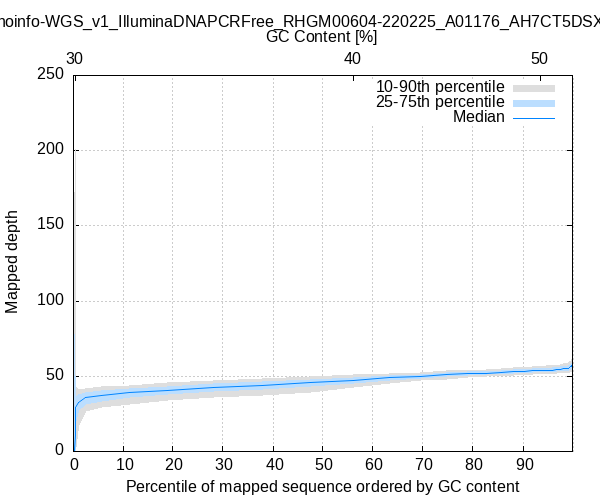 noinfo-WGS_v1_IlluminaDNAPCRFree_RHGM00604-220225_A01176_AH7CT5DSX
GC Content [%]
30 40 50
250
10-90th percentile
25-75th percentile
Median
200
150
100
50
0
Mapped depth
0 10 20 30 40 50 60 70 80 90
Percentile of mapped sequence ordered by GC content